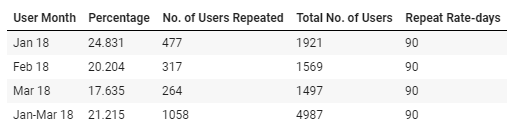 User Month Percentage No. of Users Repeated Total No. of Users Repeat Rate-days
Jan 18 24.831 477 1921 90
Feb 18 20.204 317 1569 90
Mar 18 17.635 264 1497 90
Jan-Mar 18 21.215 1058 4987 90